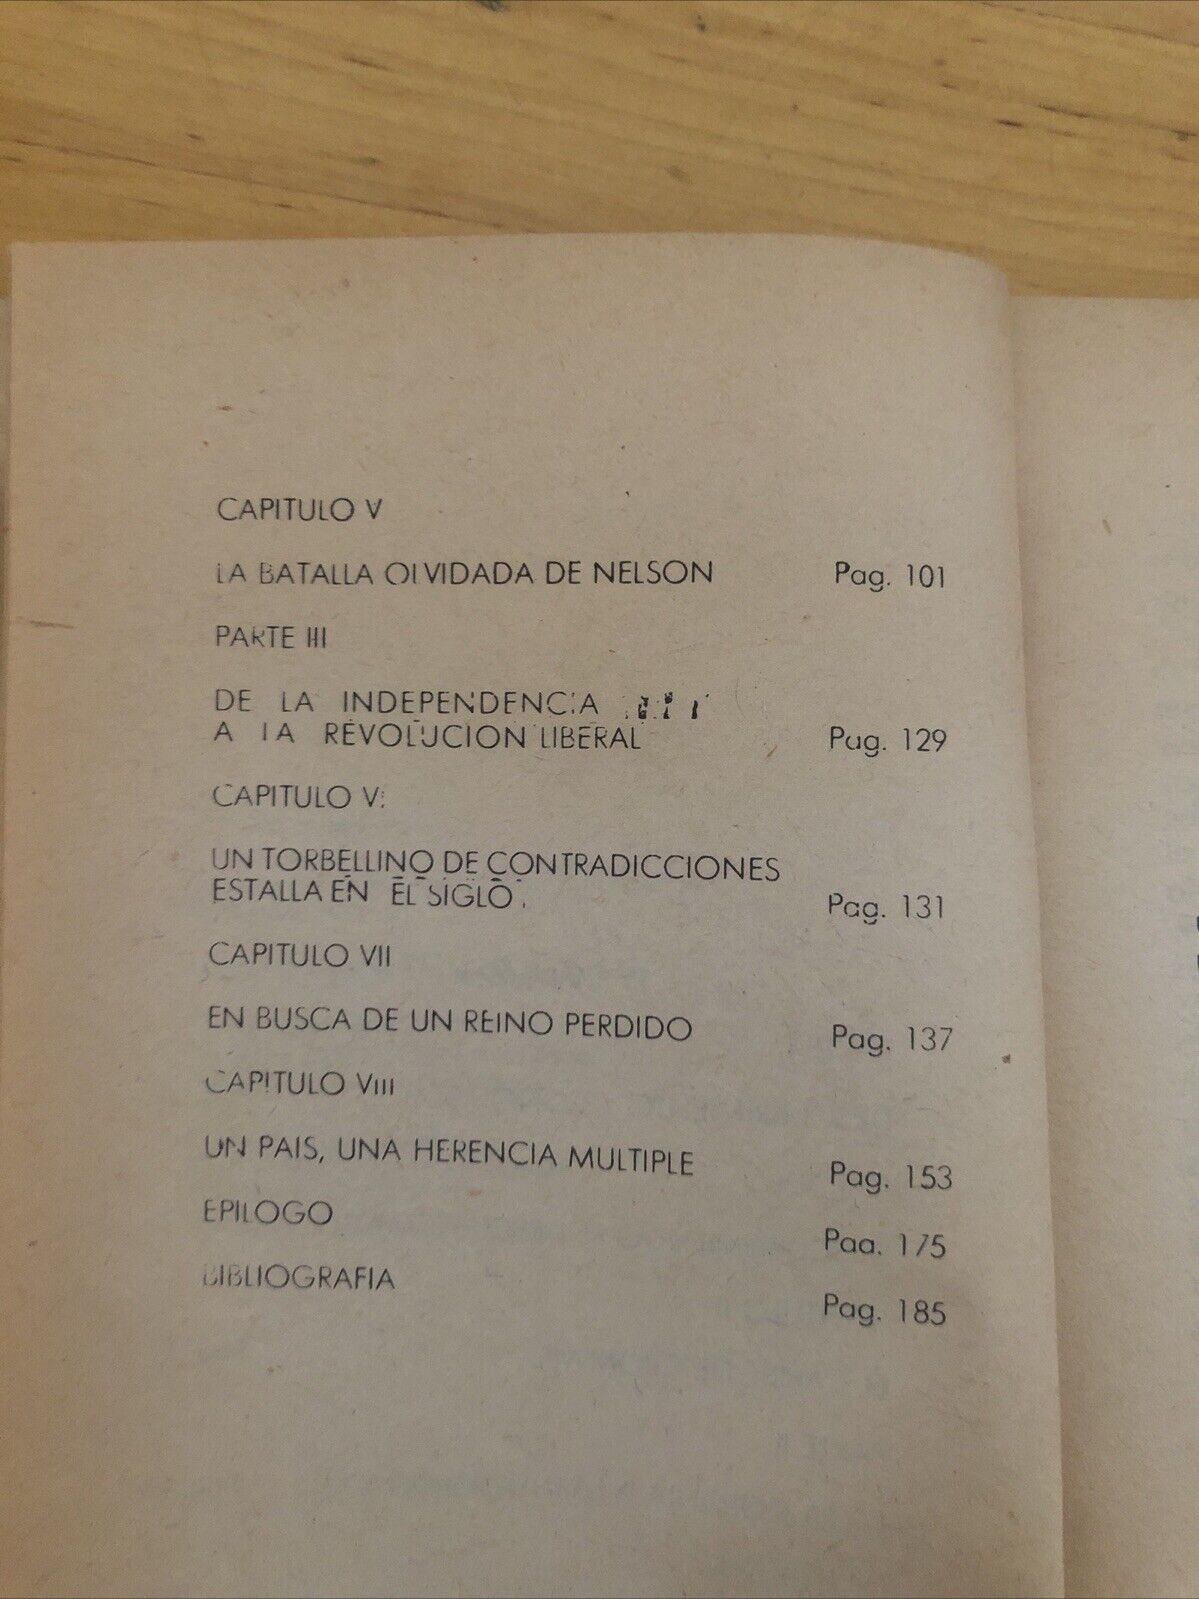 CAPITULO V
LA BATALLA OLVIDADA DE NELSON Pag. 101
PARTE III
DE LA INDEPENDENCIA
A LA REVOLUCION LIBERAL Pag. 129
CAPITULO V
UN TORBELLINO DE CONTRADICCIONES
ESTALLA EN EL SIGLO. Pag. 131
CAPITULO VII
EN BUSCA DE UN REINO PERDIDO Pag. 137
CAPITULO VIII
UN PAIS, UNA HERENCIA MULTIPLE Pag. 153
EPILOGO Pag. 175
BIBLIOGRAFIA Pag. 185